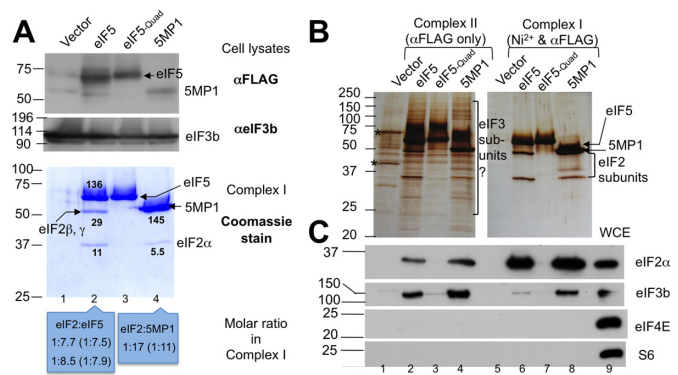 A
Vector
eIF5
eIF5-Quad
5MP1
Cell lysates
75
50
eIF5
5MP1
αFLAG
196
114
90
eIF3b
αeIF3b
100
75
50
37
25
136
29
11
145
5.5
eIF5
5MP1
eIF2β, γ
eIF2α
Complex I
Coomassie
stain
1 2 3 4
eIF2:eIF5
1:7.7 (1:7.5)
1:8.5 (1:7.9)
eIF2:5MP1
1:17 (1:11)
Molar ratio
in
Complex I
B
Complex II
(αFLAG only)
Complex I
(Ni2+ & αFLAG)
Vector
eIF5
eIF5-Quad
5MP1
Vector
eIF5
eIF5-Quad
5MP1
250
150
100
75
50
37
25
20
*
*
eIF3
sub-
units
?
eIF5
5MP1
eIF2
subunits
C
WCE
37
eIF2α
150
100
eIF3b
25
20
eIF4E
25
S6
1 2 3 4 5 6 7 8 9